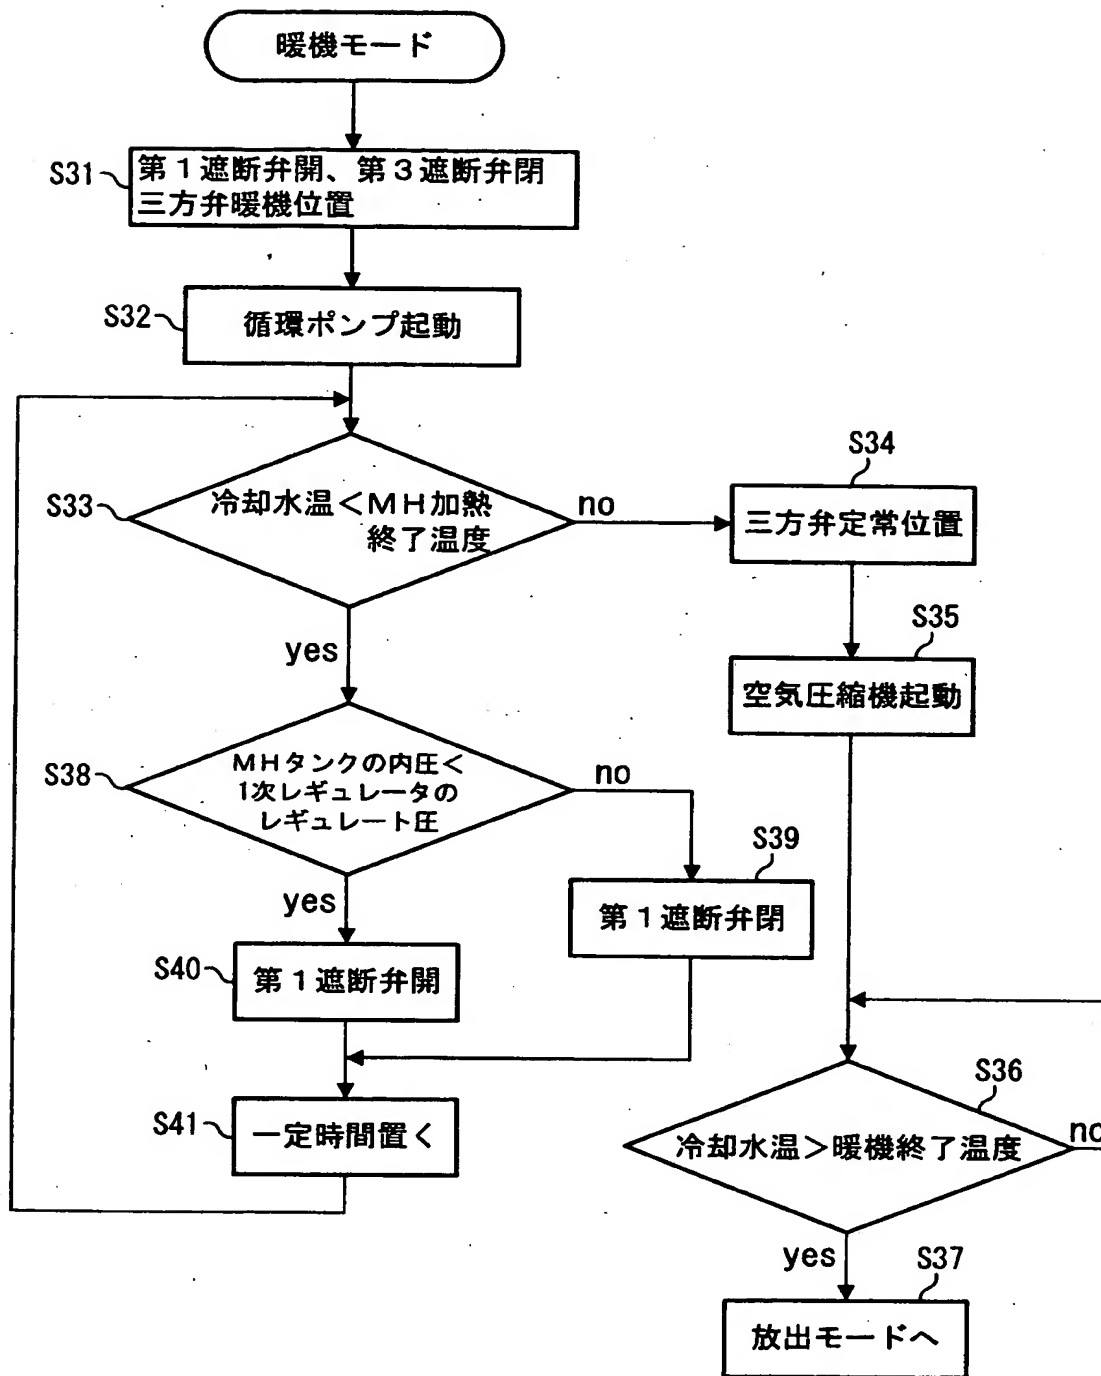 暖機モード
S31
第1遮断弁開、第3遮断弁閉
三方弁暖機位置
S32
循環ポンプ起動
S33
冷却水温<MH加熱
終了温度
no
yes
S34
三方弁定常位置
S35
空気圧縮機起動
S38
MHタンクの内圧<
1次レギュレータの
レギュレート圧
no
yes
S39
第1遮断弁閉
S40
第1遮断弁開
S41
一定時間置く
S36
冷却水温>暖機終了温度
no
yes
S37
放出モードへ